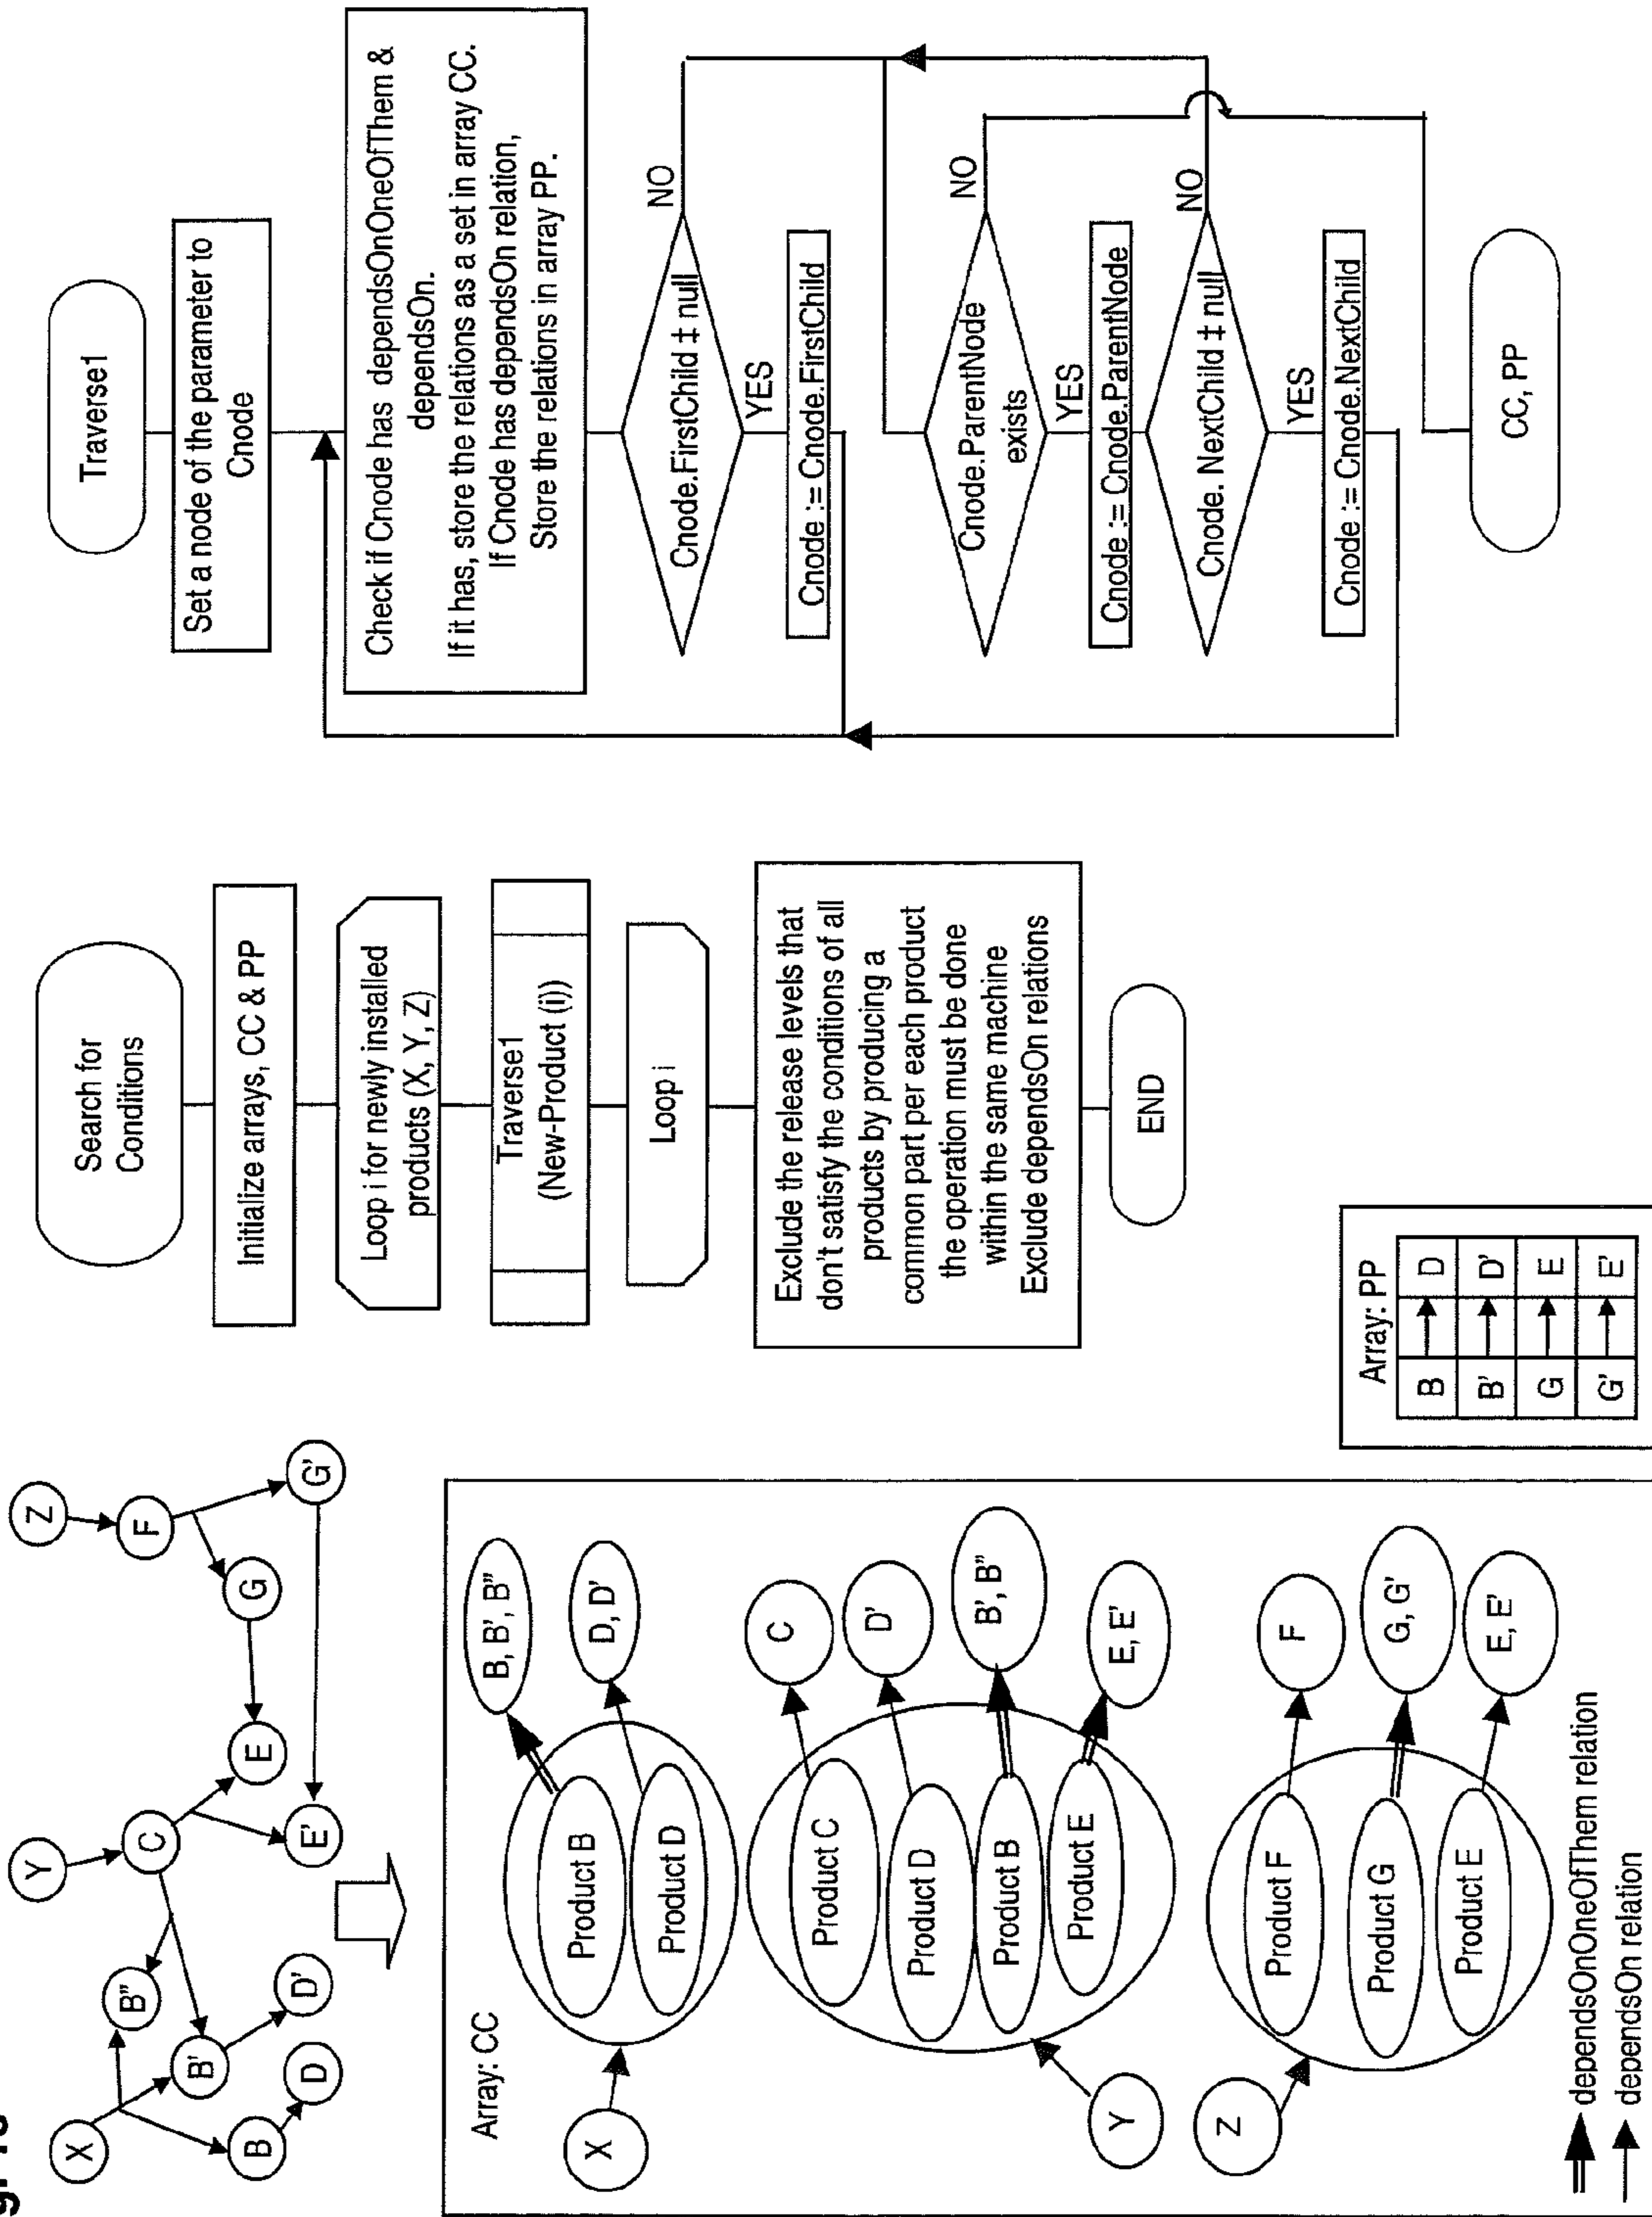 X
B"
B'
B
D'
D
Y
C
E
E'
Z
F
G
G'
Array: CC
X
Product B
Product D
B, B', B"
D, D'
Y
Product C
Product D
Product B
Product E
C
D'
B', B"
E, E'
Z
Product F
Product G
Product E
F
G, G'
E, E'
dependsOnOneOfThem relation
dependsOn relation
Array: PP
B D
B' D'
G E
G' E'
Search for
Conditions
Initialize arrays, CC & PP
Loop i for newly installed
products (X, Y, Z)
Traverse1
(New-Product (i))
Loop i
Exclude the release levels that
don't satisfy the conditions of all
products by producing a
common part per each product
the operation must be done
within the same machine
Exclude dependsOn relations
END
Traverse1
Set a node of the parameter to
Cnode
Check if Cnode has dependsOnOneOfThem &
dependsOn.
If it has, store the relations as a set in array CC.
If Cnode has dependsOn relation,
Store the relations in array PP.
Cnode.FirstChild ‡ null
NO
YES
Cnode := Cnode.FirstChild
Cnode.ParentNode
exists
NO
YES
Cnode := Cnode.ParentNode
Cnode. NextChild ‡ null
NO
YES
Cnode := Cnode.NextChild
CC, PP